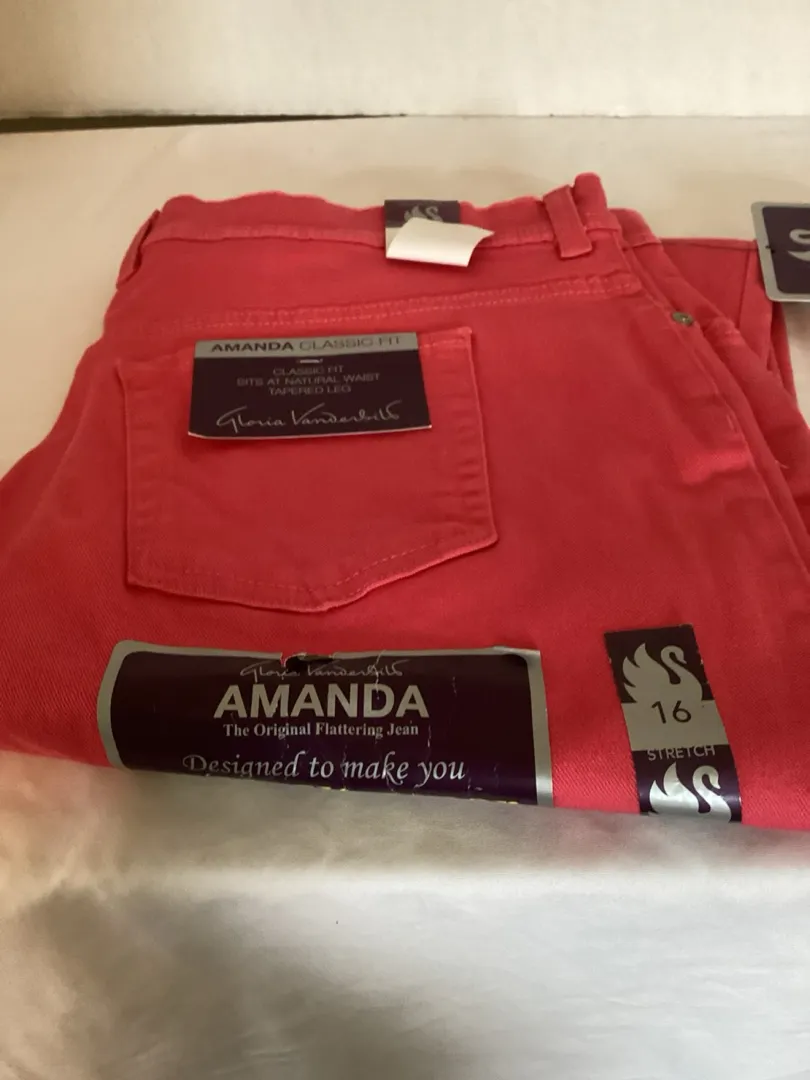 AMANDA CLASSIC FIT
CLASSIC FIT
SITS AT NATURAL WAIST
TAPERED LEG
Gloria Vanderbilt
Gloria Vanderbilt
AMANDA
The Original Flattering Jean
Designed to make you
16
STRETCH